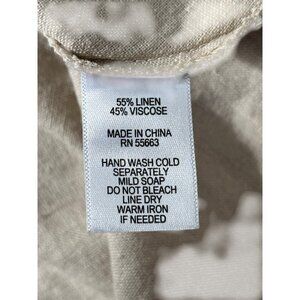 55% LINEN
45% VISCOSE
MADE IN CHINA
RN 55663
HAND WASH COLD
SEPARATELY
MILD SOAP
DO NOT BLEACH
LINE DRY
WARM IRON
IF NEEDED